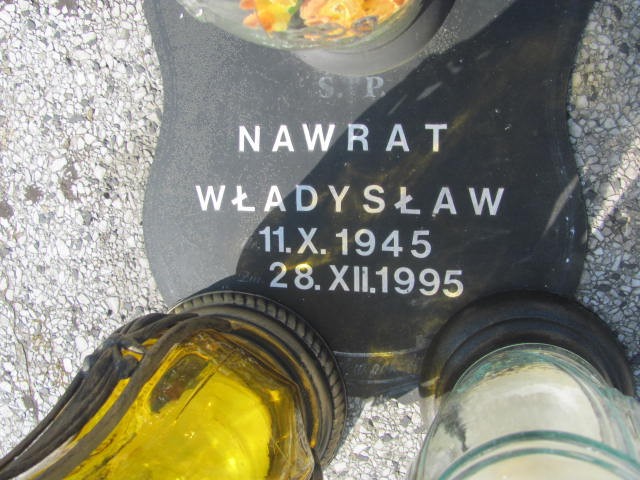 Ś. P.
NAWRAT
WŁADYSŁAW
11.X.1945
28.XII.1995